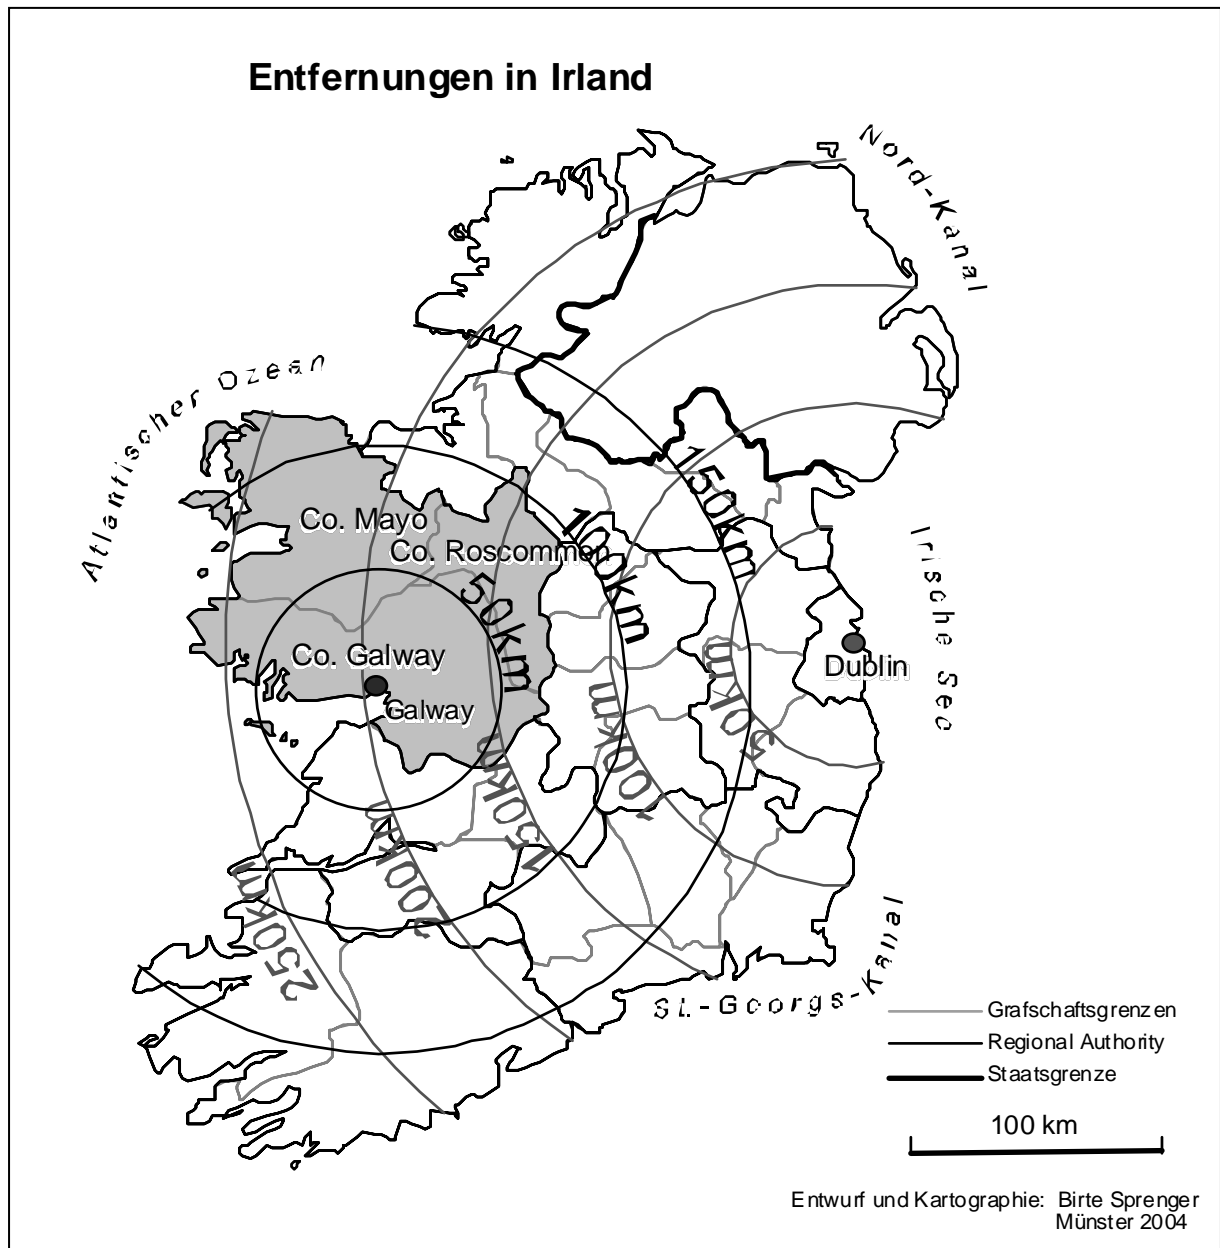 Entfernungen in Irland
Nord-Kanal
Atlantischer Ozean
Irische See
St.-Georgs-Kanal
Co. Mayo
Co. Roscommon
Co. Galway
Galway
Dublin
50km
100km
150km
50km
100km
150km
200km
250km
Grafschaftsgrenzen
Regional Authority
Staatsgrenze
100 km
Entwurf und Kartographie: Birte Sprenger
Münster 2004